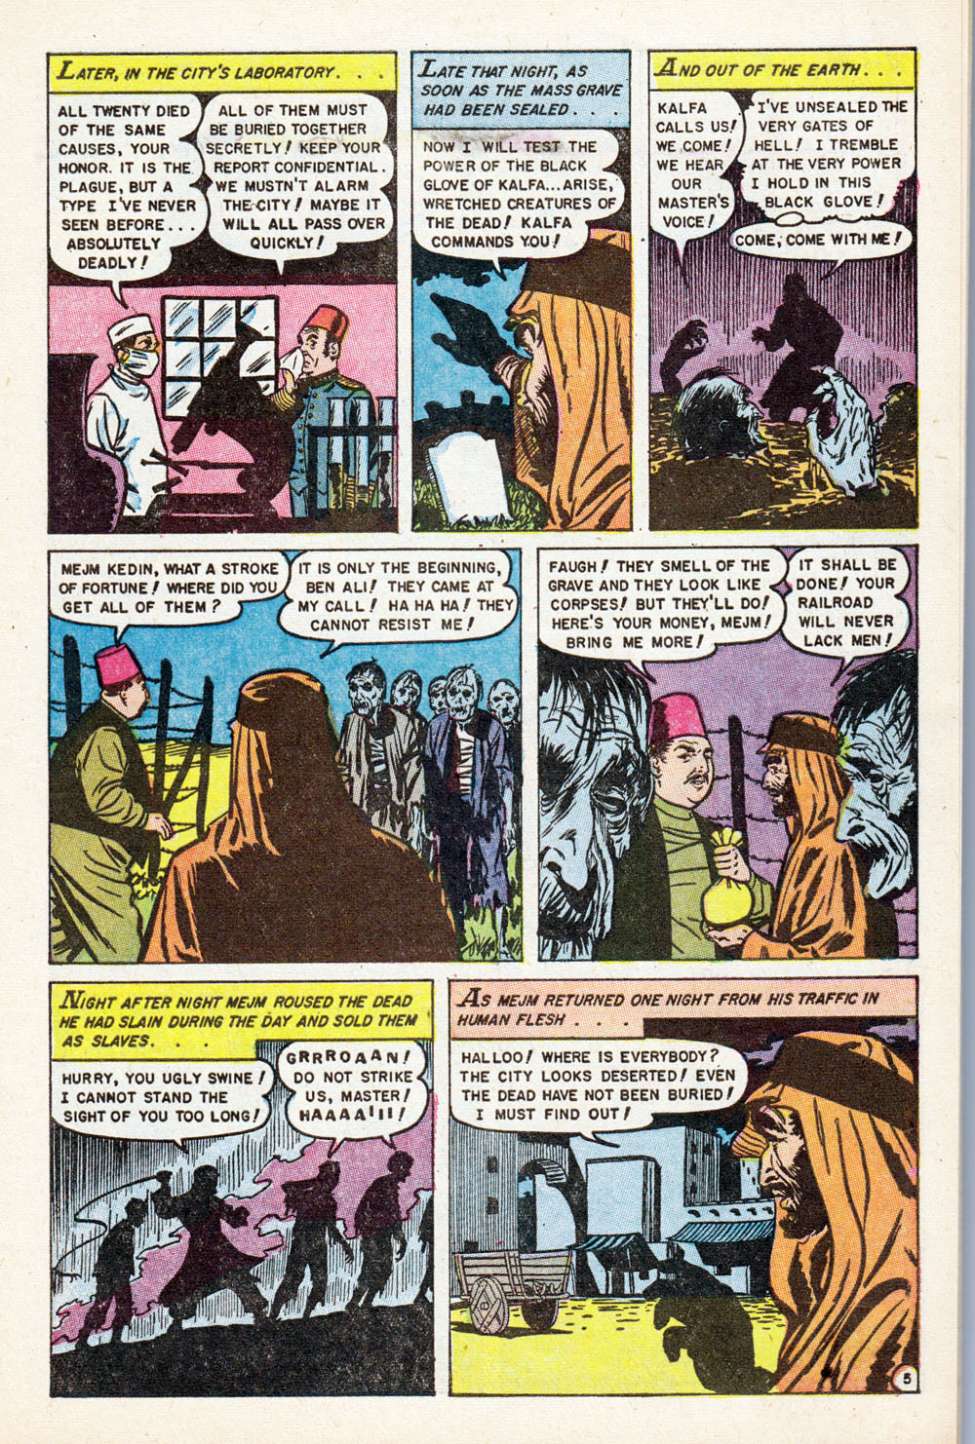 LATER, IN THE CITY'S LABORATORY. . . .
ALL TWENTY DIED
OF THE SAME
CAUSES, YOUR
HONOR. IT IS THE
PLAGUE, BUT A
TYPE I'VE NEVER
SEEN BEFORE...
ABSOLUTELY
DEADLY!
ALL OF THEM MUST
BE BURIED TOGETHER
SECRETLY! KEEP YOUR
REPORT CONFIDENTIAL.
WE MUSTN'T ALARM
THE CITY! MAYBE IT
WILL ALL PASS OVER
QUICKLY!
LATE THAT NIGHT, AS
SOON AS THE MASS GRAVE
HAD BEEN SEALED . . . .
NOW I WILL TEST THE
POWER OF THE BLACK
GLOVE OF KALFA...ARISE,
WRETCHED CREATURES OF
THE DEAD! KALFA
COMMANDS YOU!
AND OUT OF THE EARTH . . .
KALFA
CALLS US!
WE COME!
WE HEAR
OUR
MASTER'S
VOICE!
I'VE UNSEALED THE
VERY GATES OF
HELL! I TREMBLE
AT THE VERY POWER
I HOLD IN THIS
BLACK GLOVE!
COME, COME WITH ME!
MEJM KEDIN, WHAT A STROKE
OF FORTUNE! WHERE DID YOU
GET ALL OF THEM?
IT IS ONLY THE BEGINNING,
BEN ALI! THEY CAME AT
MY CALL! HA HA HA! THEY
CANNOT RESIST ME!
FAUGH! THEY SMELL OF THE
GRAVE AND THEY LOOK LIKE
CORPSES! BUT THEY'LL DO!
HERE'S YOUR MONEY, MEJM!
BRING ME MORE!
IT SHALL BE
DONE! YOUR
RAILROAD
WILL NEVER
LACK MEN!
NIGHT AFTER NIGHT MEJM ROUSED THE DEAD
HE HAD SLAIN DURING THE DAY AND SOLD THEM
AS SLAVES. . .
HURRY, YOU UGLY SWINE!
I CANNOT STAND THE
SIGHT OF YOU TOO LONG!
GRRROAAN!
DO NOT STRIKE
US, MASTER!
HAAAAIII!
AS MEJM RETURNED ONE NIGHT FROM HIS TRAFFIC IN
HUMAN FLESH . . . .
HALLOO! WHERE IS EVERYBODY?
THE CITY LOOKS DESERTED! EVEN
THE DEAD HAVE NOT BEEN BURIED!
I MUST FIND OUT!
5